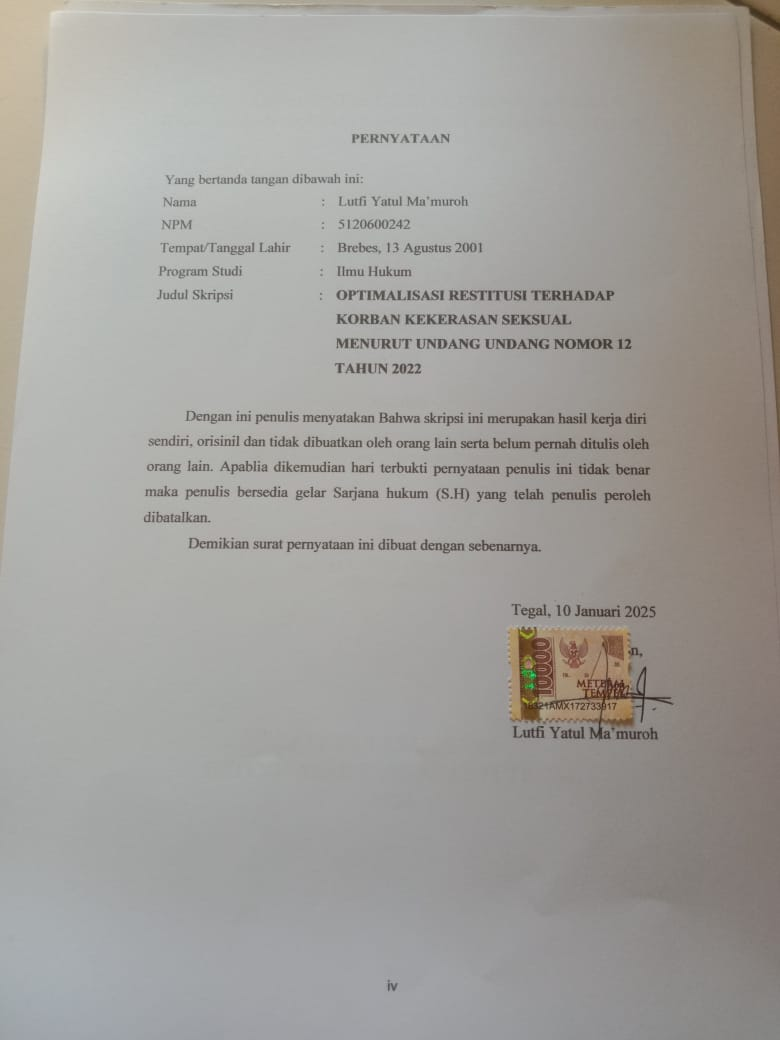 PERNYATAAN
Yang bertanda tangan dibawah ini:
Nama : Lutfi Yatul Ma'muroh
NPM : 5120600242
Tempat/Tanggal Lahir : Brebes, 13 Agustus 2001
Program Studi : Ilmu Hukum
Judul Skripsi : OPTIMALISASI RESTITUSI TERHADAP
KORBAN KEKERASAN SEKSUAL
MENURUT UNDANG UNDANG NOMOR 12
TAHUN 2022
Dengan ini penulis menyatakan Bahwa skripsi ini merupakan hasil kerja diri
sendiri, orisinil dan tidak dibuatkan oleh orang lain serta belum pernah ditulis oleh
orang lain. Apablia dikemudian hari terbukti pernyataan penulis ini tidak benar
maka penulis bersedia gelar Sarjana hukum (S.H) yang telah penulis peroleh
dibatalkan.
Demikian surat pernyataan ini dibuat dengan sebenarnya.
Tegal, 10 Januari 2025
n,
10000
METERAI
TEMPEL
Lutfi Yatul Ma'muroh
iv